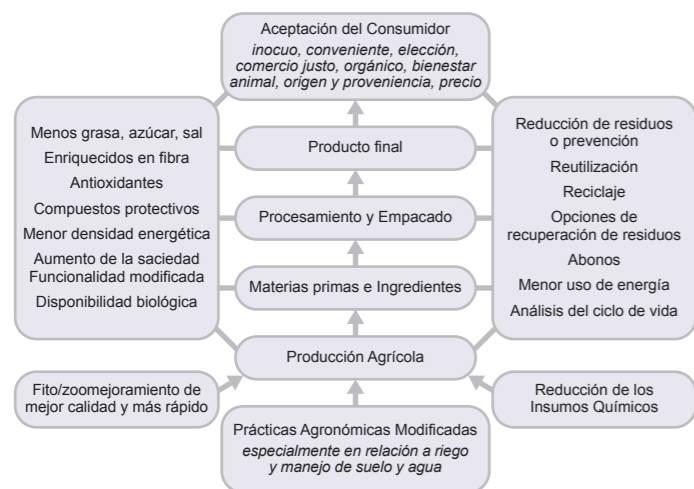 Aceptación del Consumidor
inocuo, conveniente, elección,
comercio justo, orgánico, bienestar
animal, origen y proveniencia, precio
Menos grasa, azúcar, sal
Enriquecidos en fibra
Antioxidantes
Compuestos protectivos
Menor densidad energética
Aumento de la saciedad
Funcionalidad modificada
Disponibilidad biológica
Producto final
Procesamiento y Empacado
Materias primas e Ingredientes
Producción Agrícola
Reducción de residuos
o prevención
Reutilización
Reciclaje
Opciones de
recuperación de residuos
Abonos
Menor uso de energía
Análisis del ciclo de vida
Fito/zoomejoramiento de
mejor calidad y más rápido
Reducción de los
Insumos Químicos
Prácticas Agronómicas Modificadas
especialmente en relación a riego
y manejo de suelo y agua